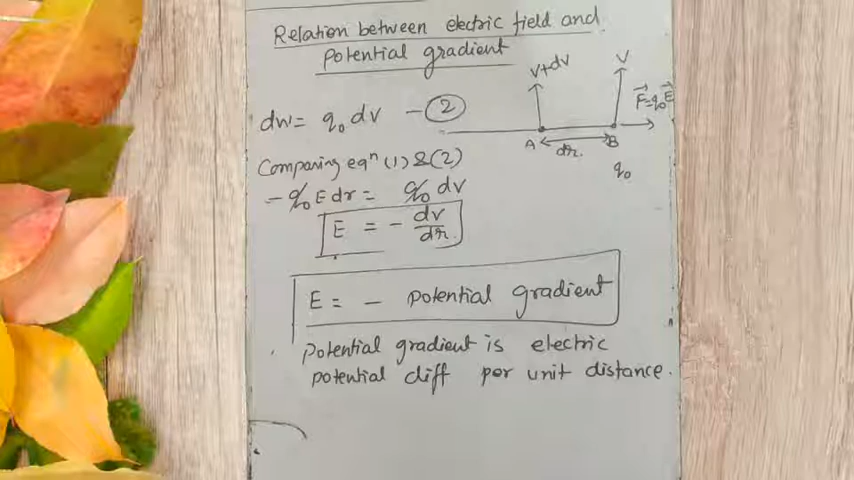 Relation between electric field and
Potential gradient
V+dV
V
F=q₀E
A
dr.
B
q₀
dw= q₀ dv - 2
Comparing eqⁿ (1) & (2)
- q₀ E dr = q₀ dv
E = - dv/dr
E = - potential gradient
Potential gradient is electric
potential diff per unit distance.